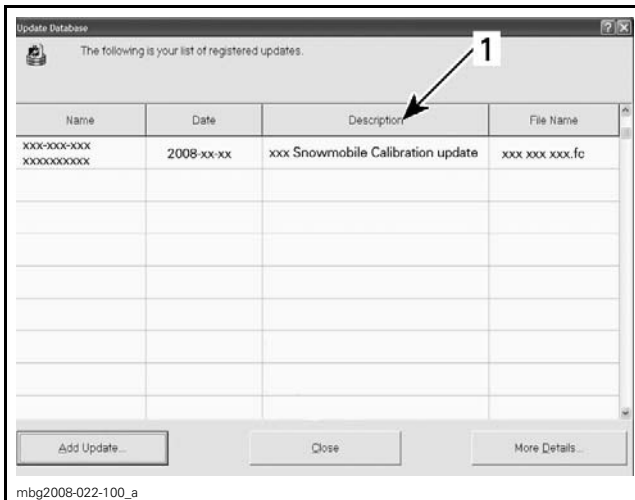 Update Database
The following is your list of registered updates.
1
Name Date Description File Name
xxx-xxx-xxx
xxxxxxxxxx
2008-xx-xx xxx Snowmobile Calibration update xxx xxx xxx.fc
Add Update... Close More Details...
mbg2008-022-100_a